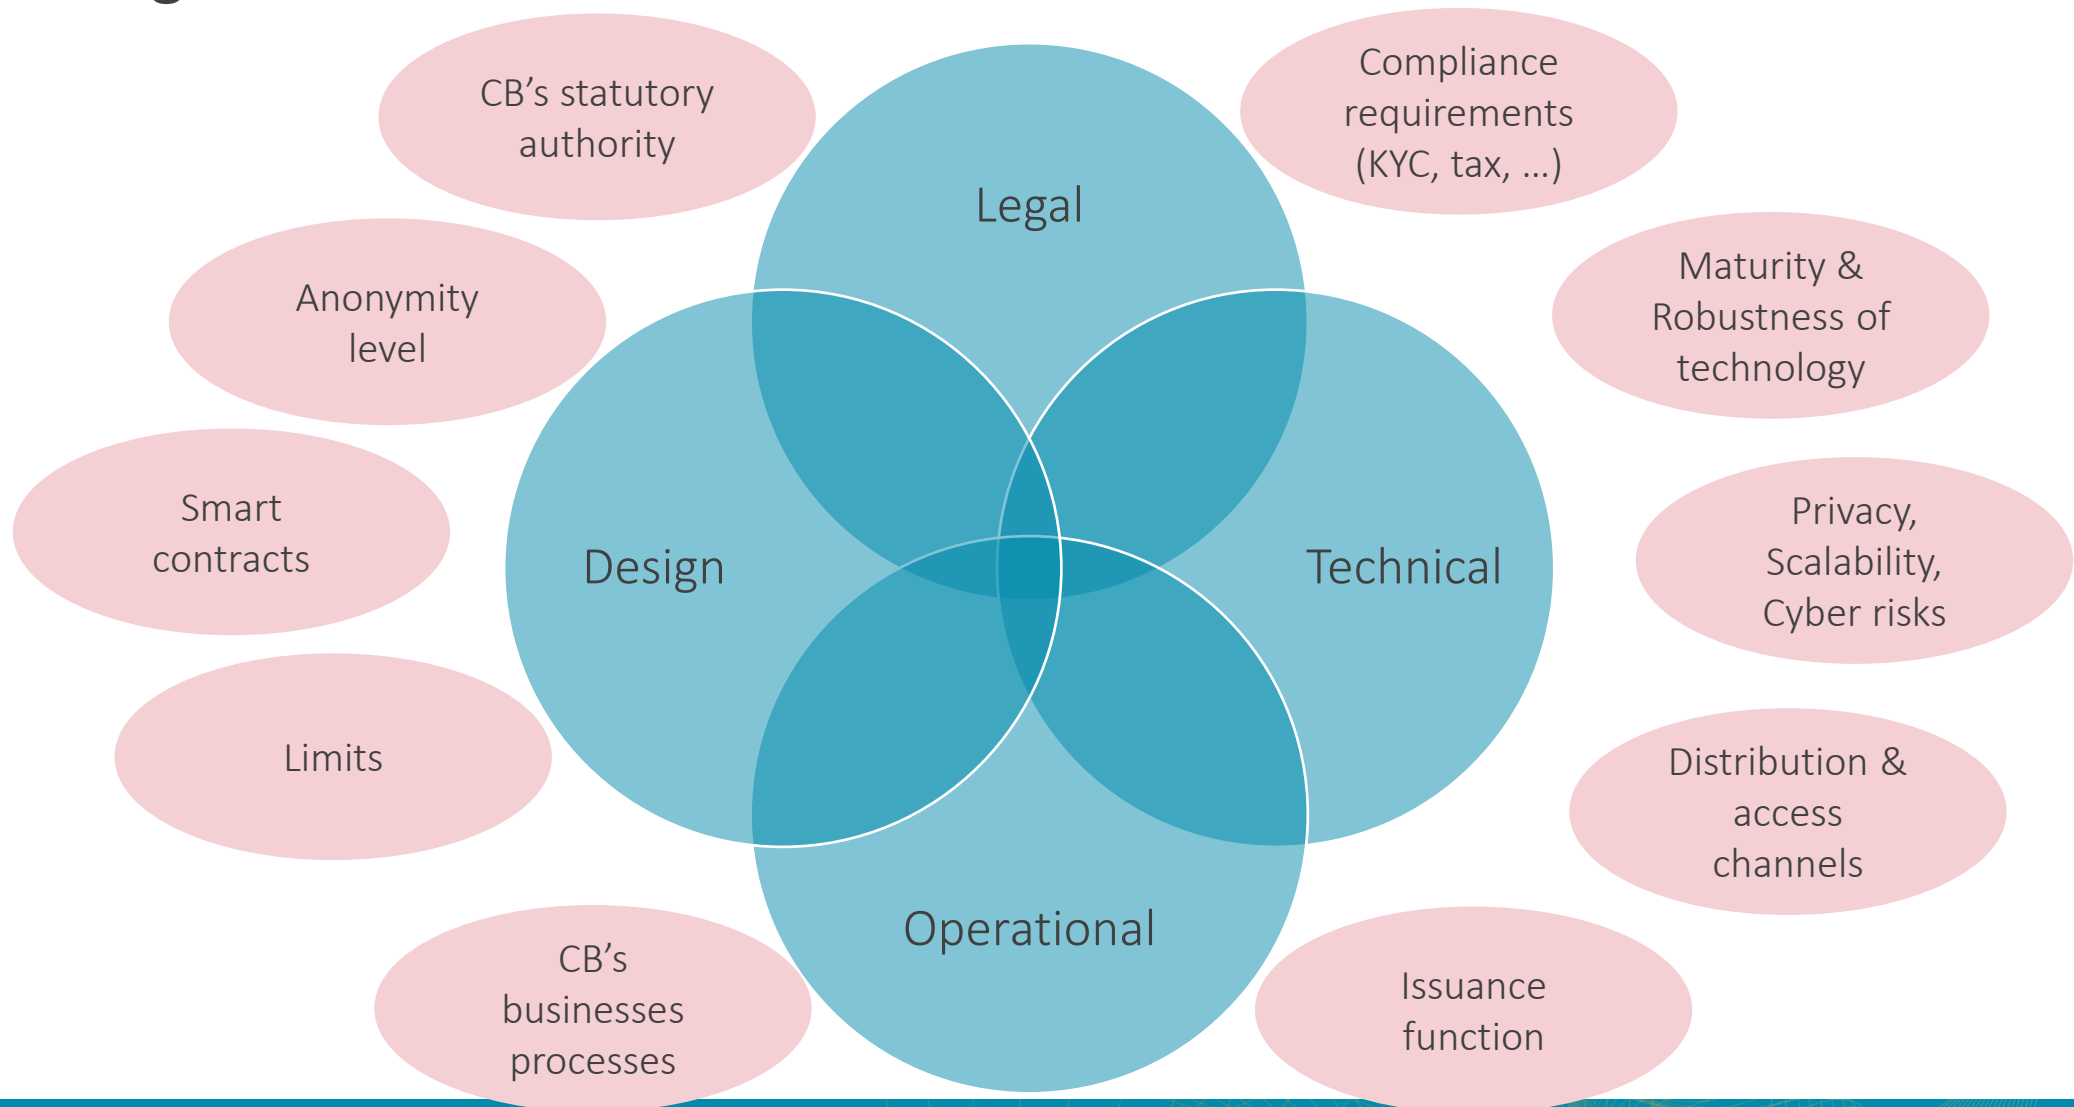 CB’s statutory
authority
Compliance
requirements
(KYC, tax, ...)
Legal
Anonymity
level
Maturity &
Robustness of
technology
Smart
contracts
Design
Technical
Privacy,
Scalability,
Cyber risks
Limits
Distribution &
access
channels
Operational
CB’s
businesses
processes
Issuance
function